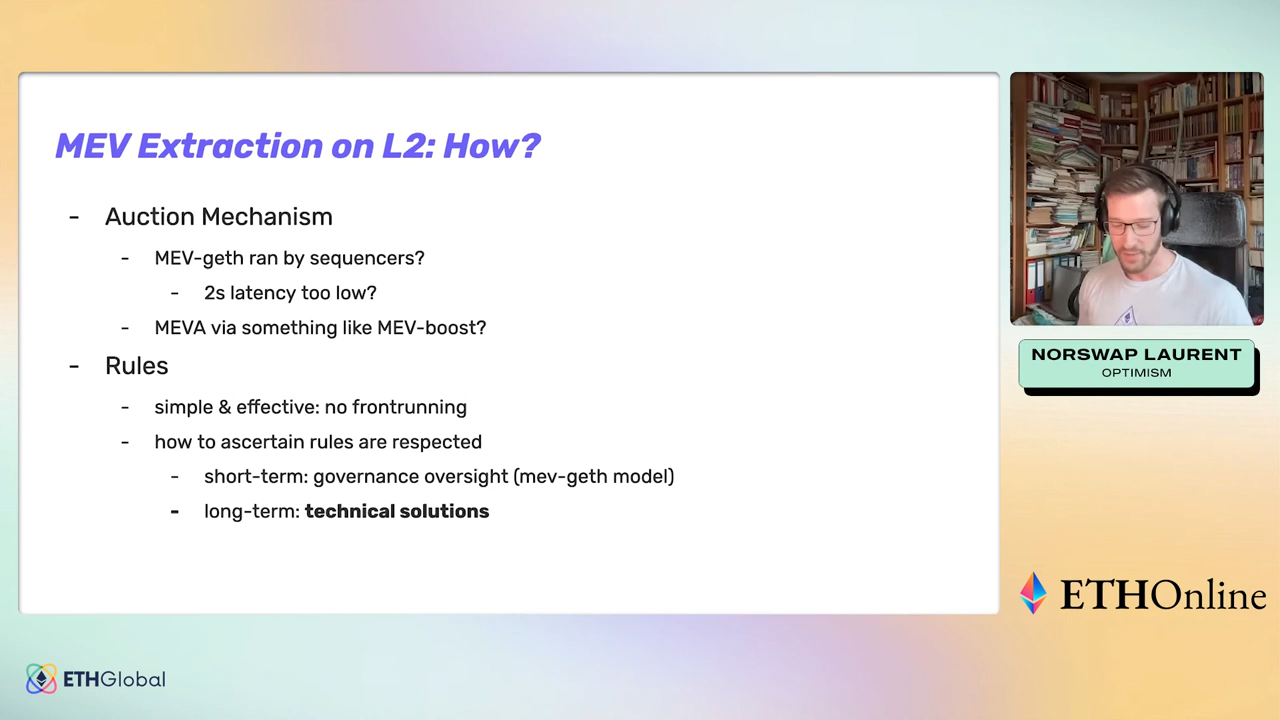 MEV Extraction on L2: How?
- Auction Mechanism
- MEV-geth ran by sequencers?
- 2s latency too low?
- MEVA via something like MEV-boost?
- Rules
- simple & effective: no frontrunning
- how to ascertain rules are respected
- short-term: governance oversight (mev-geth model)
- long-term: technical solutions
NORSWAP LAURENT
OPTIMISM
ETHOnline
ETHGlobal